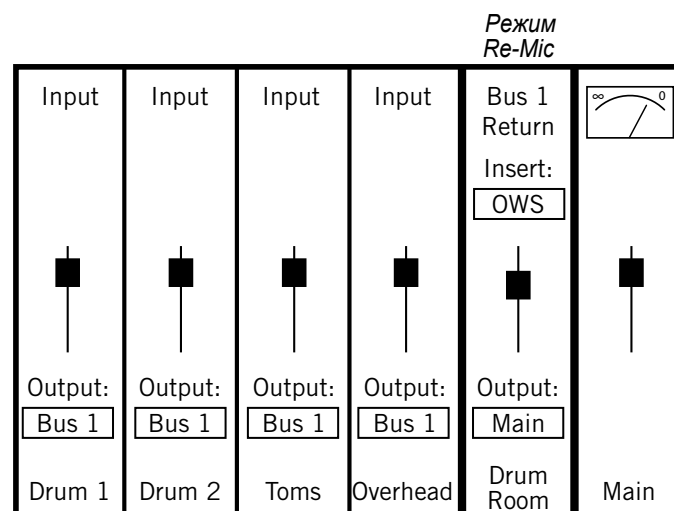 Режим
Re-Mic
Input
Input
Input
Input
Bus 1
Return
Insert:
OWS
∞ 0
Output:
Bus 1
Output:
Bus 1
Output:
Bus 1
Output:
Bus 1
Output:
Main
Drum 1
Drum 2
Toms
Overhead
Drum
Room
Main